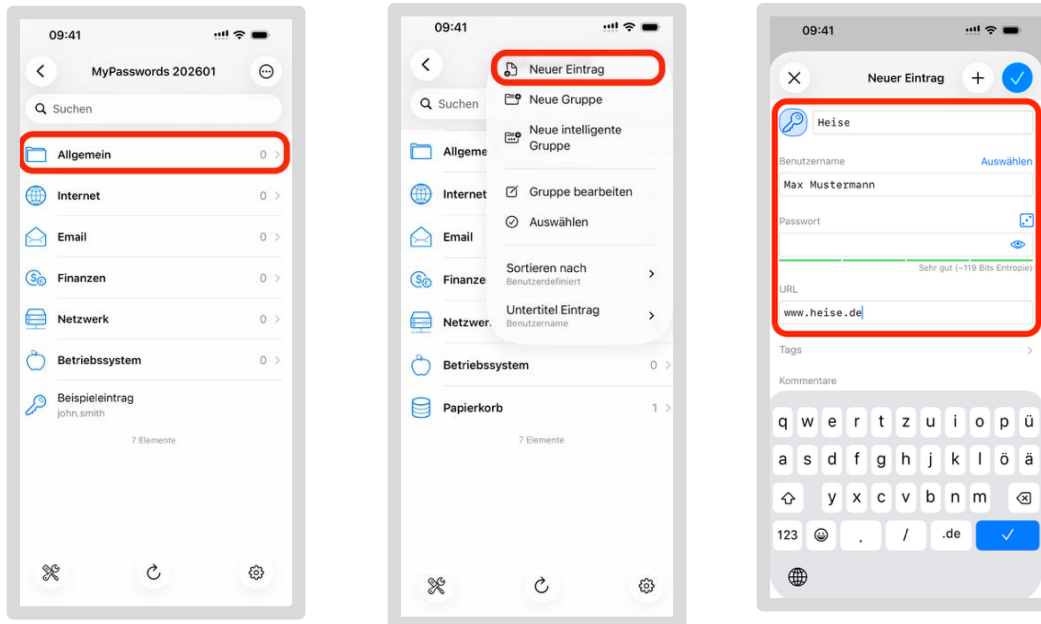 09:41
MyPasswords 202601
Suchen
Allgemein 0
Internet 0
Email 0
Finanzen 0
Netzwerk 0
Betriebssystem 0
Beispieleintrag
john.smith
7 Elemente
09:41
Suchen
Neuer Eintrag
Neue Gruppe
Neue intelligente
Gruppe
Gruppe bearbeiten
Auswählen
Sortieren nach
Benutzerdefiniert
Untertitel Eintrag
Benutzername
Allgeme
Internet
Email
Finanze
Netzwer
Betriebssystem 0
Papierkorb 1
7 Elemente
09:41
Neuer Eintrag
Heise
Benutzername Auswählen
Max Mustermann
Passwort
Sehr gut (~119 Bits Entropie)
URL
www.heise.de
Tags
Kommentare
q w e r t z u i o p ü
a s d f g h j k l ö ä
y x c v b n m
123 . / .de